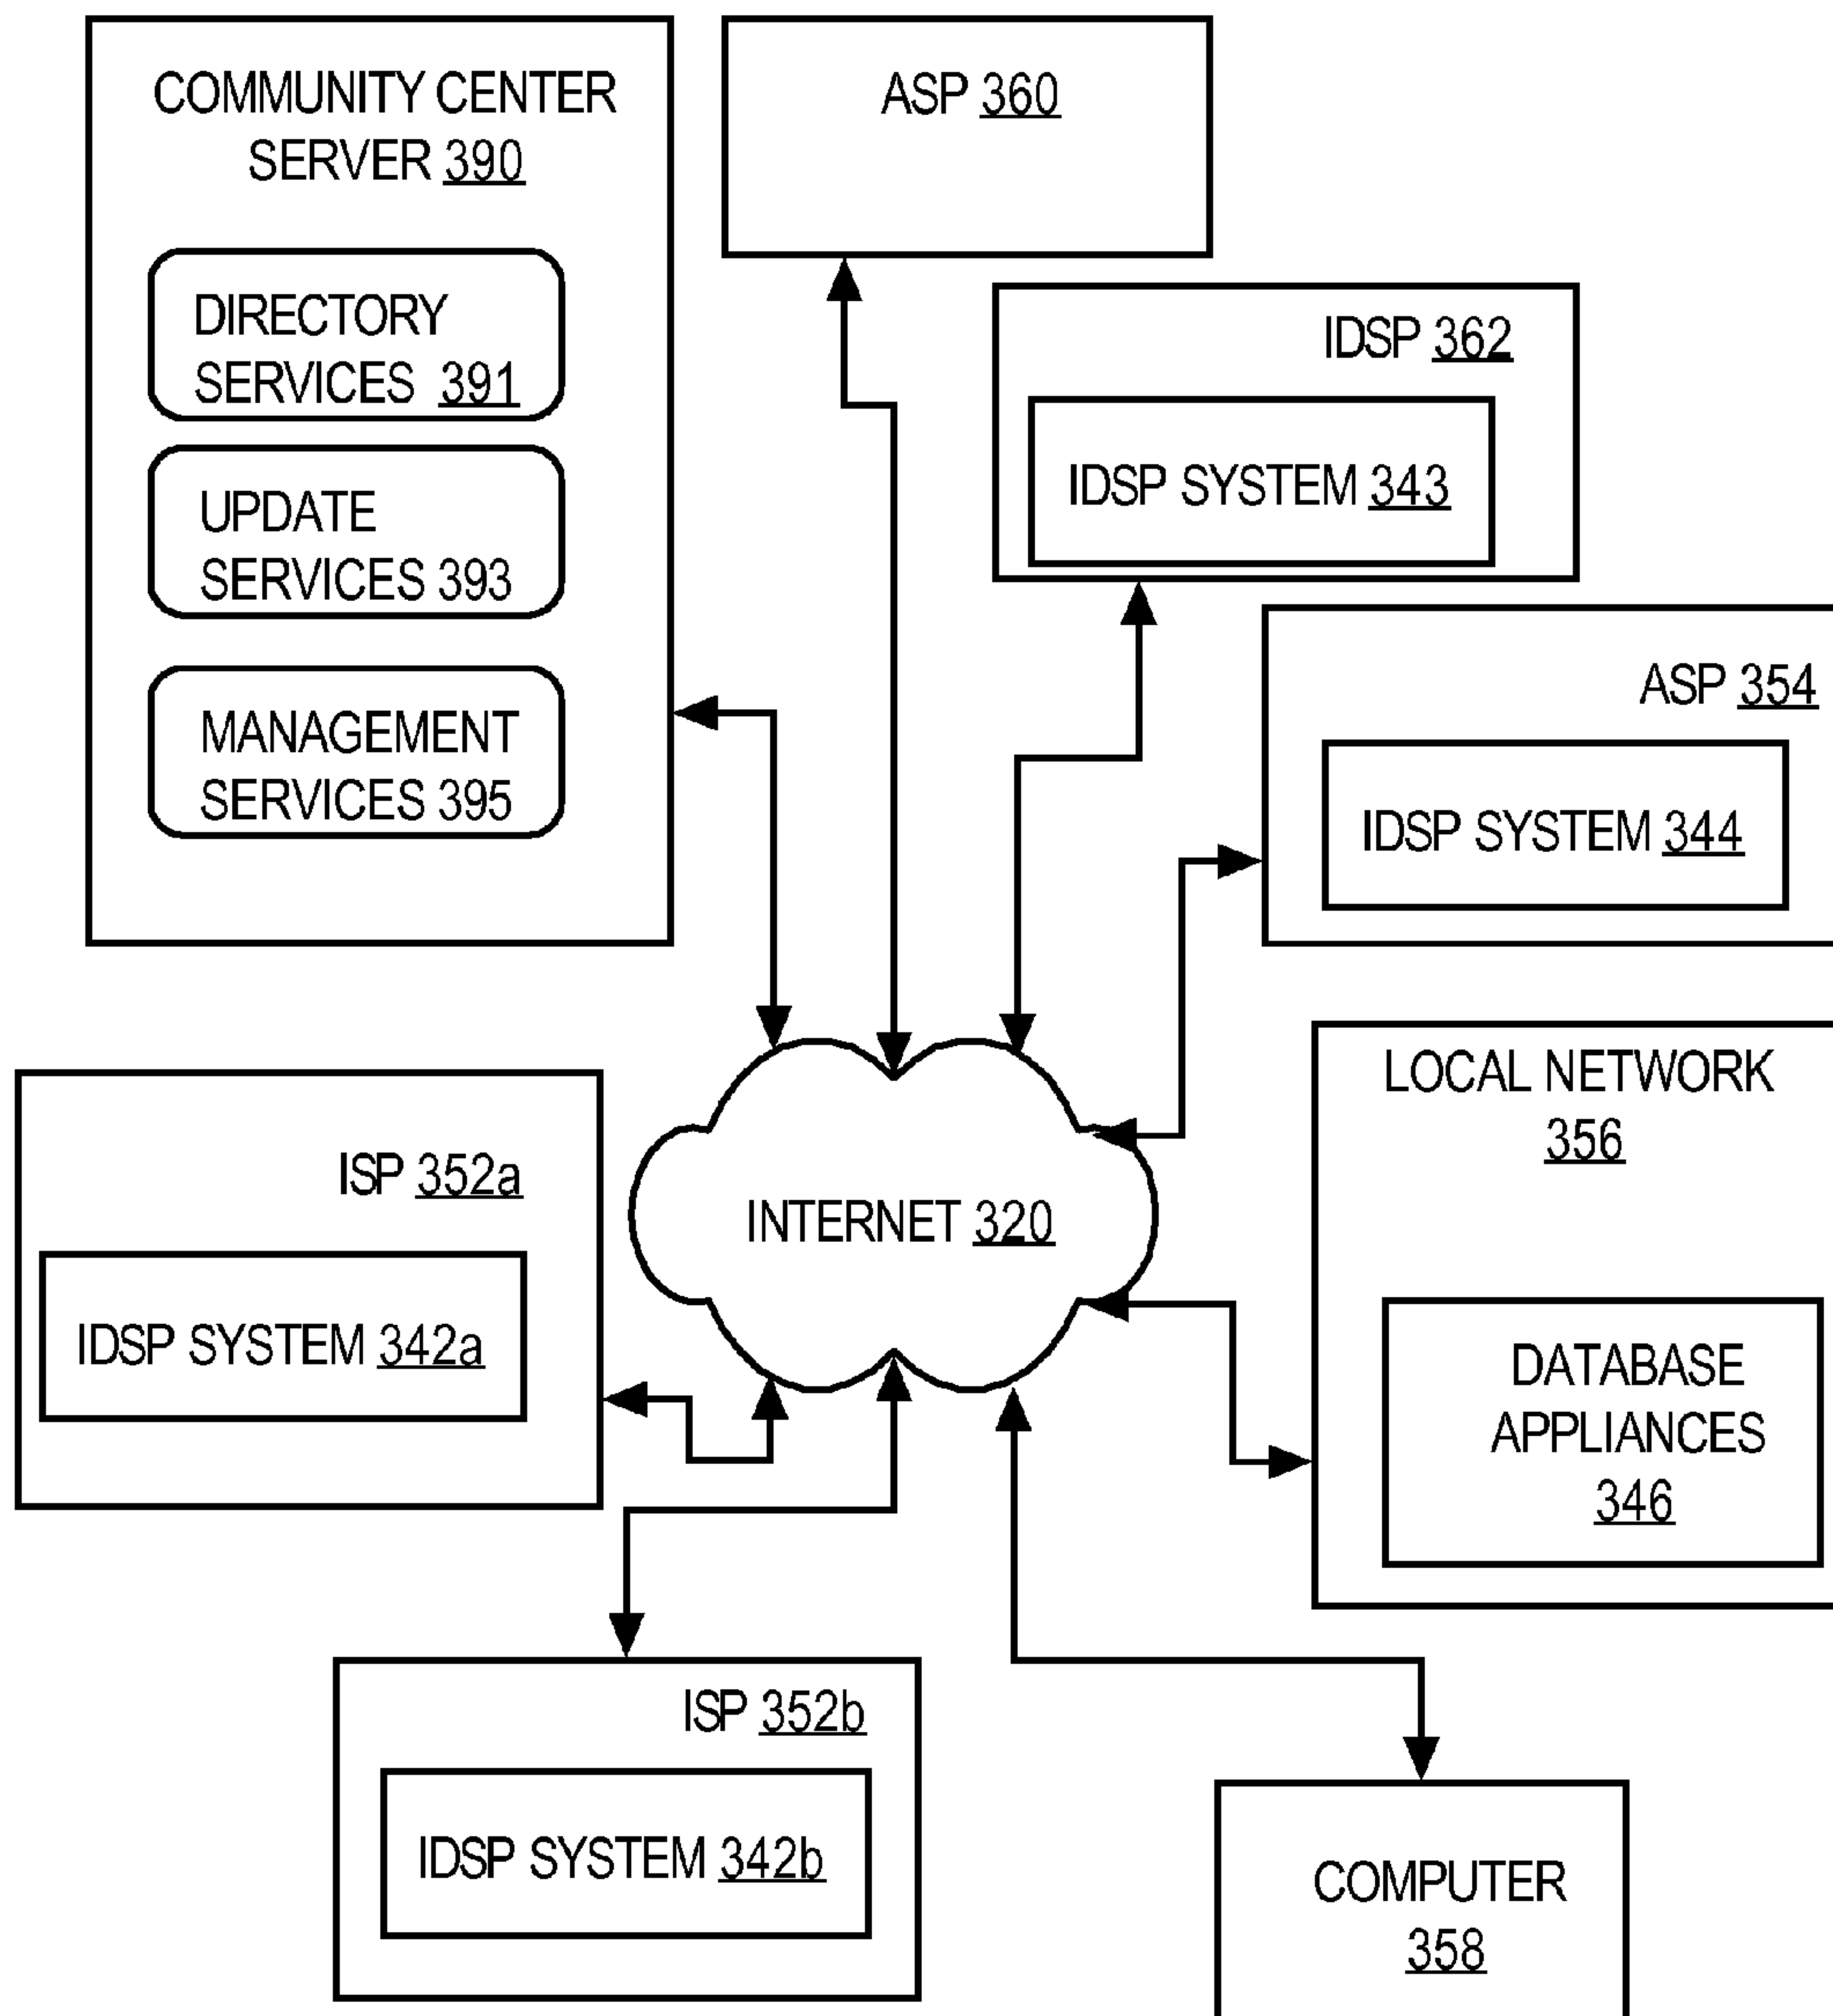 COMMUNITY CENTER
SERVER 390
DIRECTORY
SERVICES 391
UPDATE
SERVICES 393
MANAGEMENT
SERVICES 395
ASP 360
IDSP 362
IDSP SYSTEM 343
ASP 354
IDSP SYSTEM 344
LOCAL NETWORK
356
DATABASE
APPLIANCES
346
INTERNET 320
ISP 352a
IDSP SYSTEM 342a
ISP 352b
IDSP SYSTEM 342b
COMPUTER
358